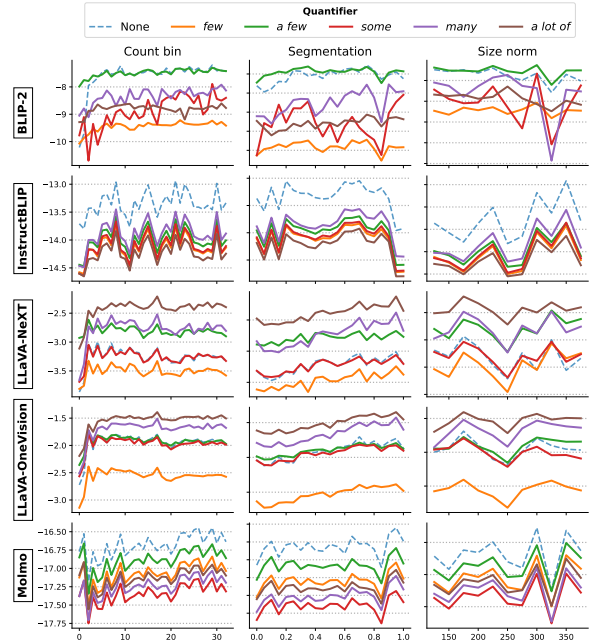 Quantifier
None few a few some many a lot of
Count bin Segmentation Size norm
BLIP-2
−8
−9
−10
InstructBLIP
−13.0
−13.5
−14.0
−14.5
LLaVA-NeXT
−2.5
−3.0
−3.5
LLaVA-OneVision
−1.5
−2.0
−2.5
−3.0
Molmo
−16.50
−16.75
−17.00
−17.25
−17.50
−17.75
0 10 20 30 0.0 0.2 0.4 0.6 0.8 1.0 150 200 250 300 350